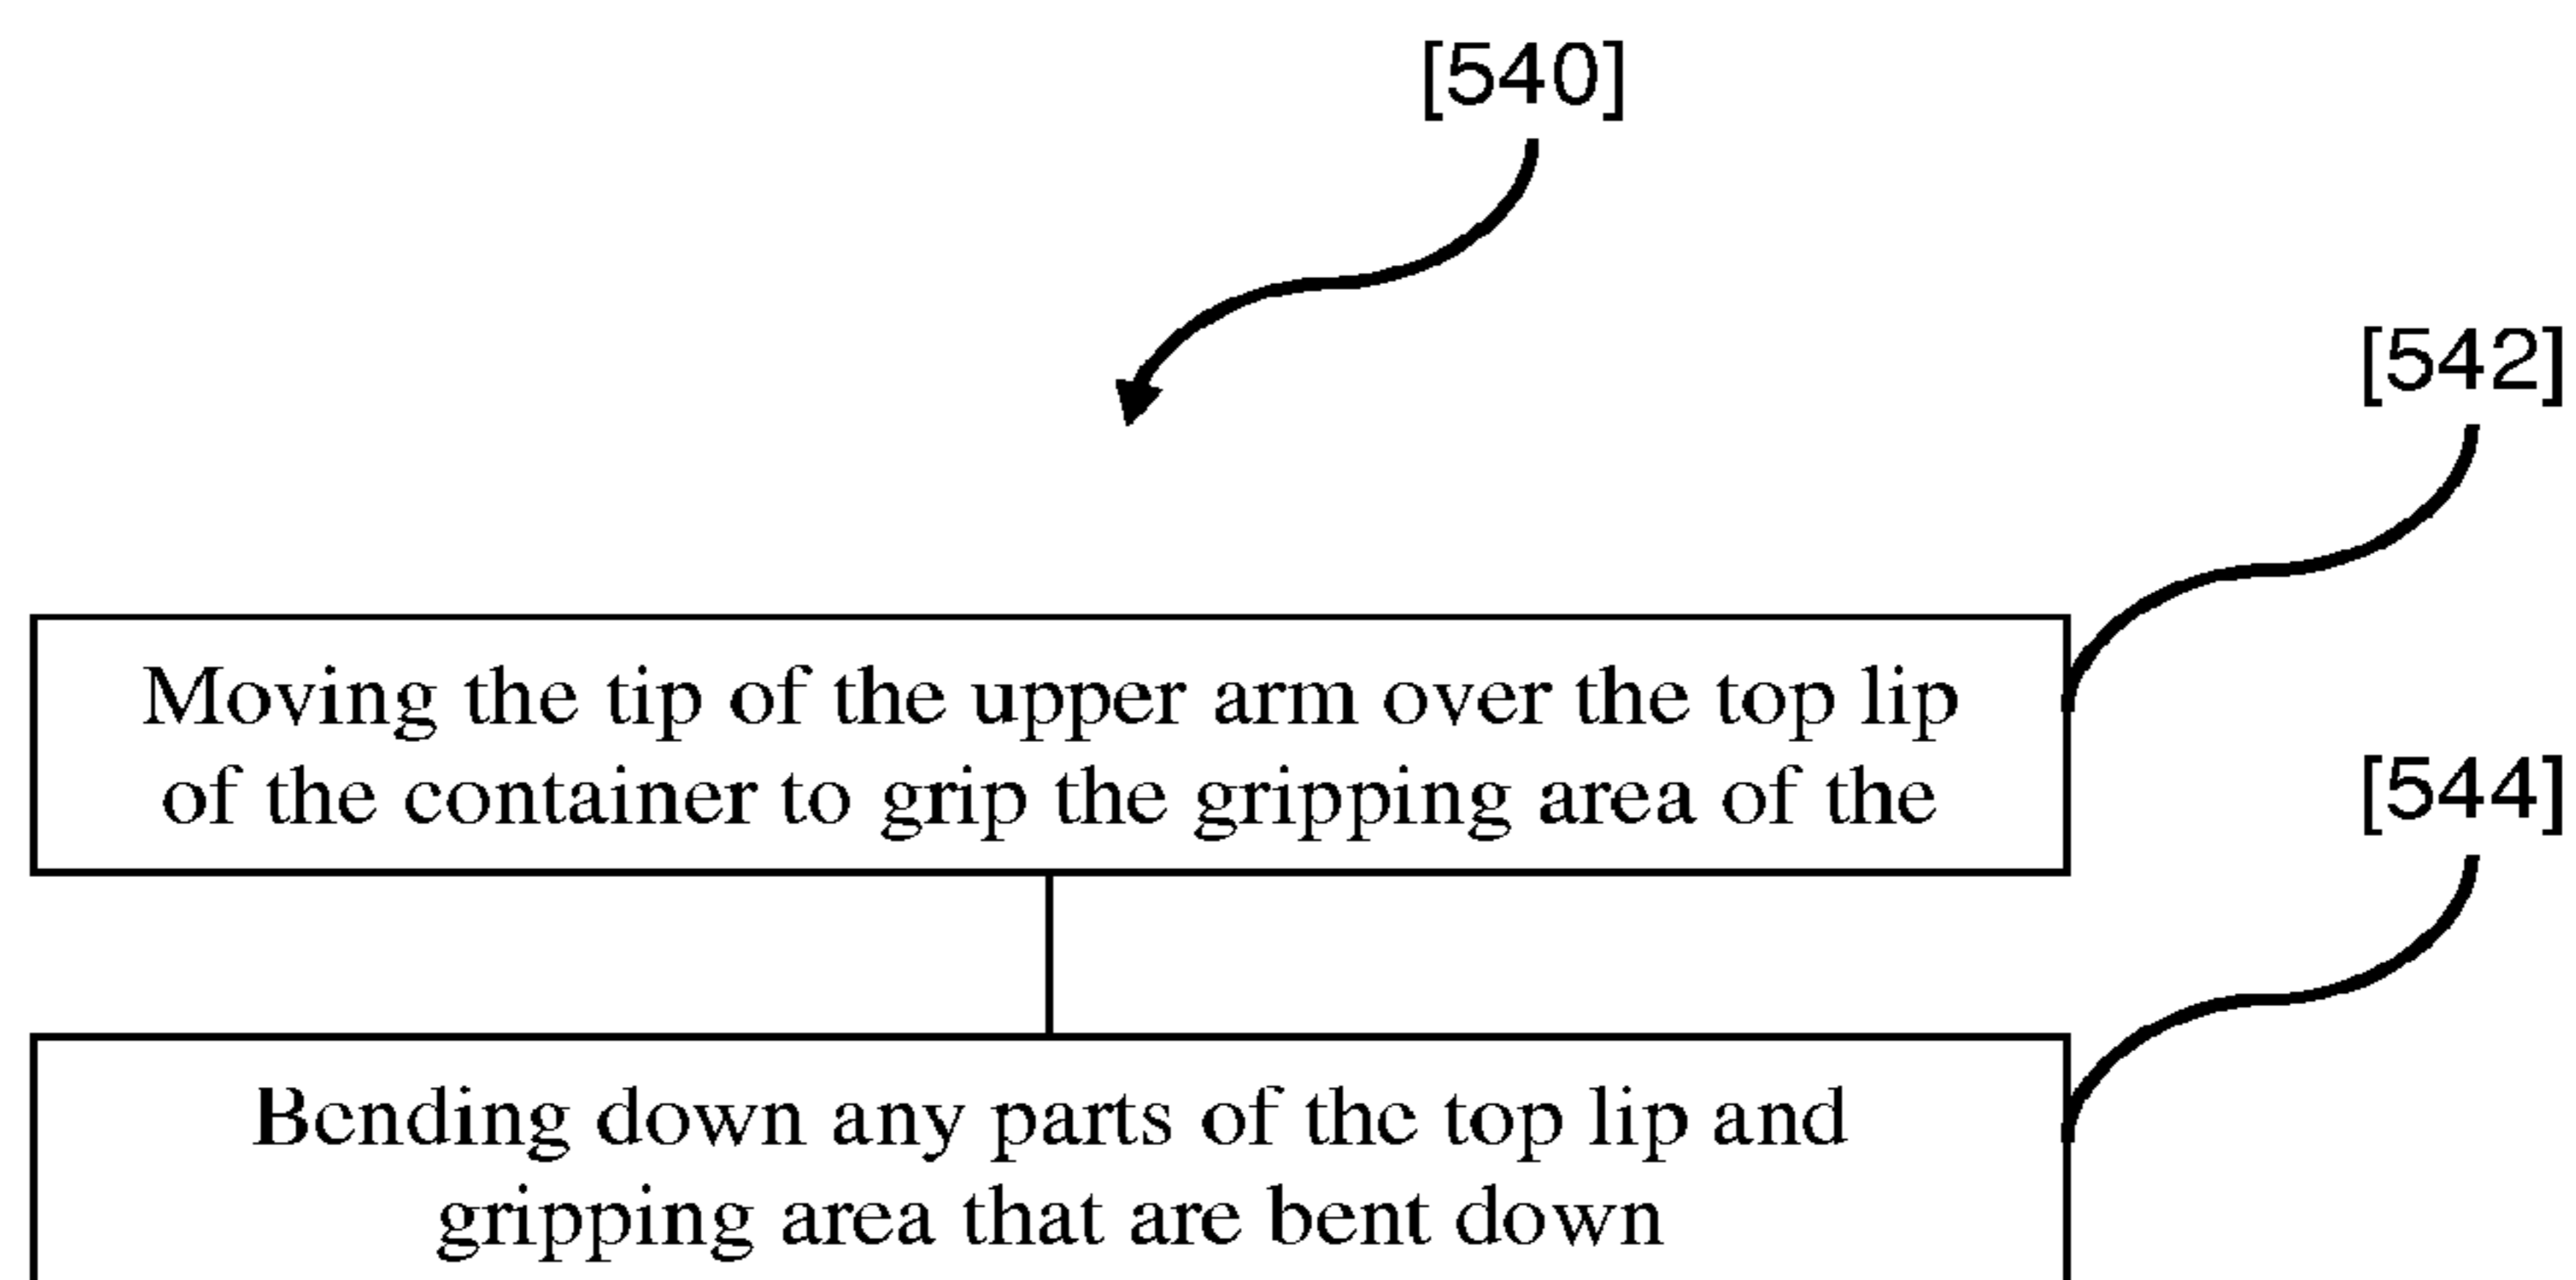 [540]
[542]
Moving the tip of the upper arm over the top lip
of the container to grip the gripping area of the
[544]
Bending down any parts of the top lip and
gripping area that are bent down